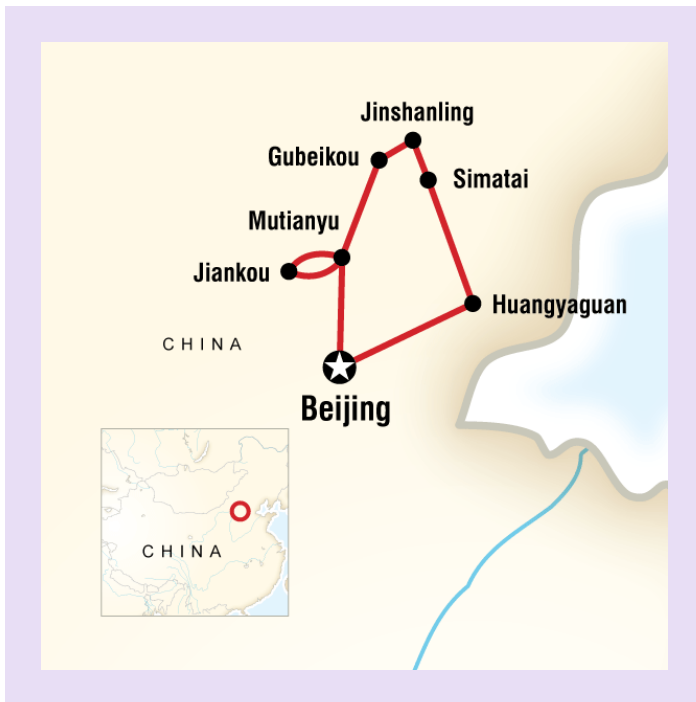 Jinshanling
Gubeikou
Simatai
Mutianyu
Jiankou
Huangyaguan
CHINA
Beijing
CHINA